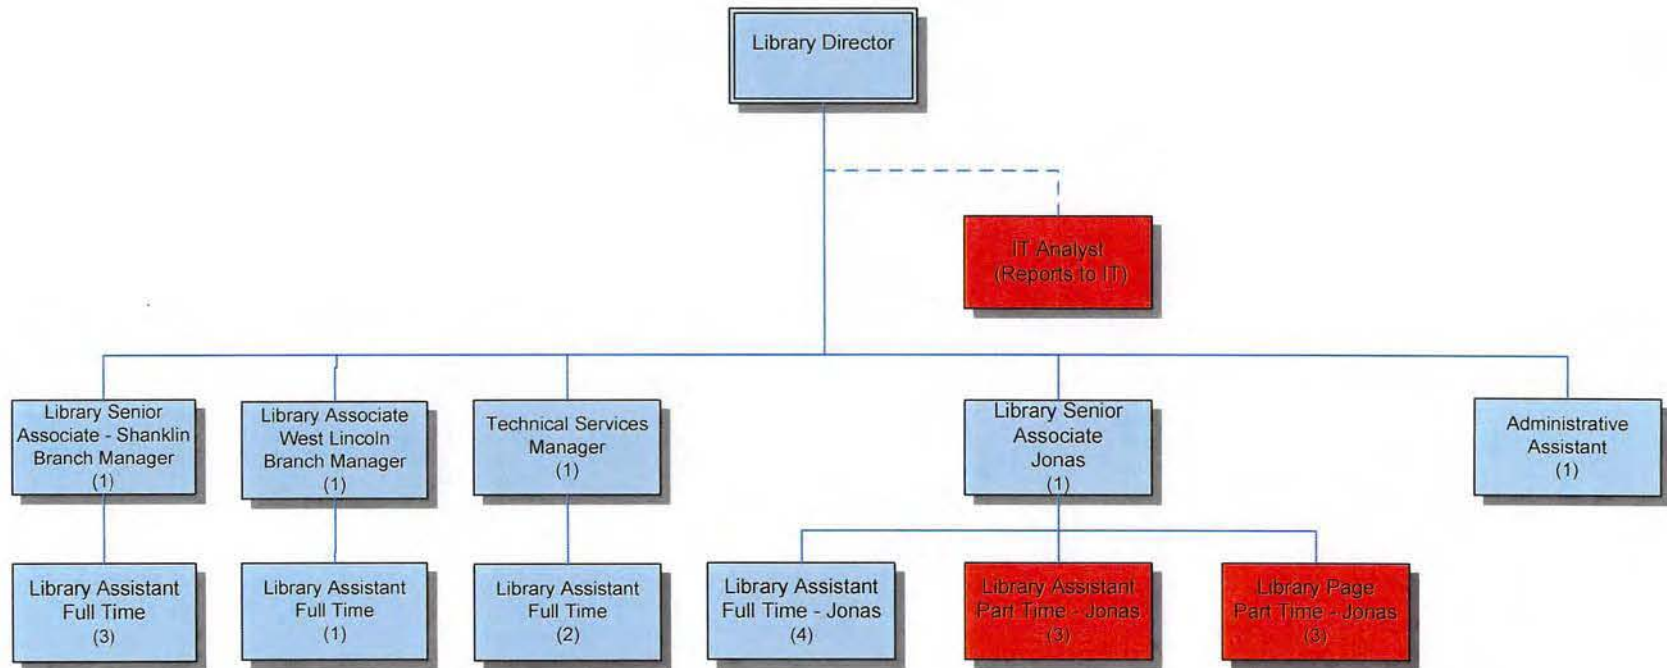 Library Director
IT Analyst
(Reports to IT)
Library Senior
Associate - Shanklin
Branch Manager
(1)
Library Associate
West Lincoln
Branch Manager
(1)
Technical Services
Manager
(1)
Library Senior
Associate
Jonas
(1)
Administrative
Assistant
(1)
Library Assistant
Full Time
(3)
Library Assistant
Full Time
(1)
Library Assistant
Full Time
(2)
Library Assistant
Full Time - Jonas
(4)
Library Assistant
Part Time - Jonas
(3)
Library Page
Part Time - Jonas
(3)